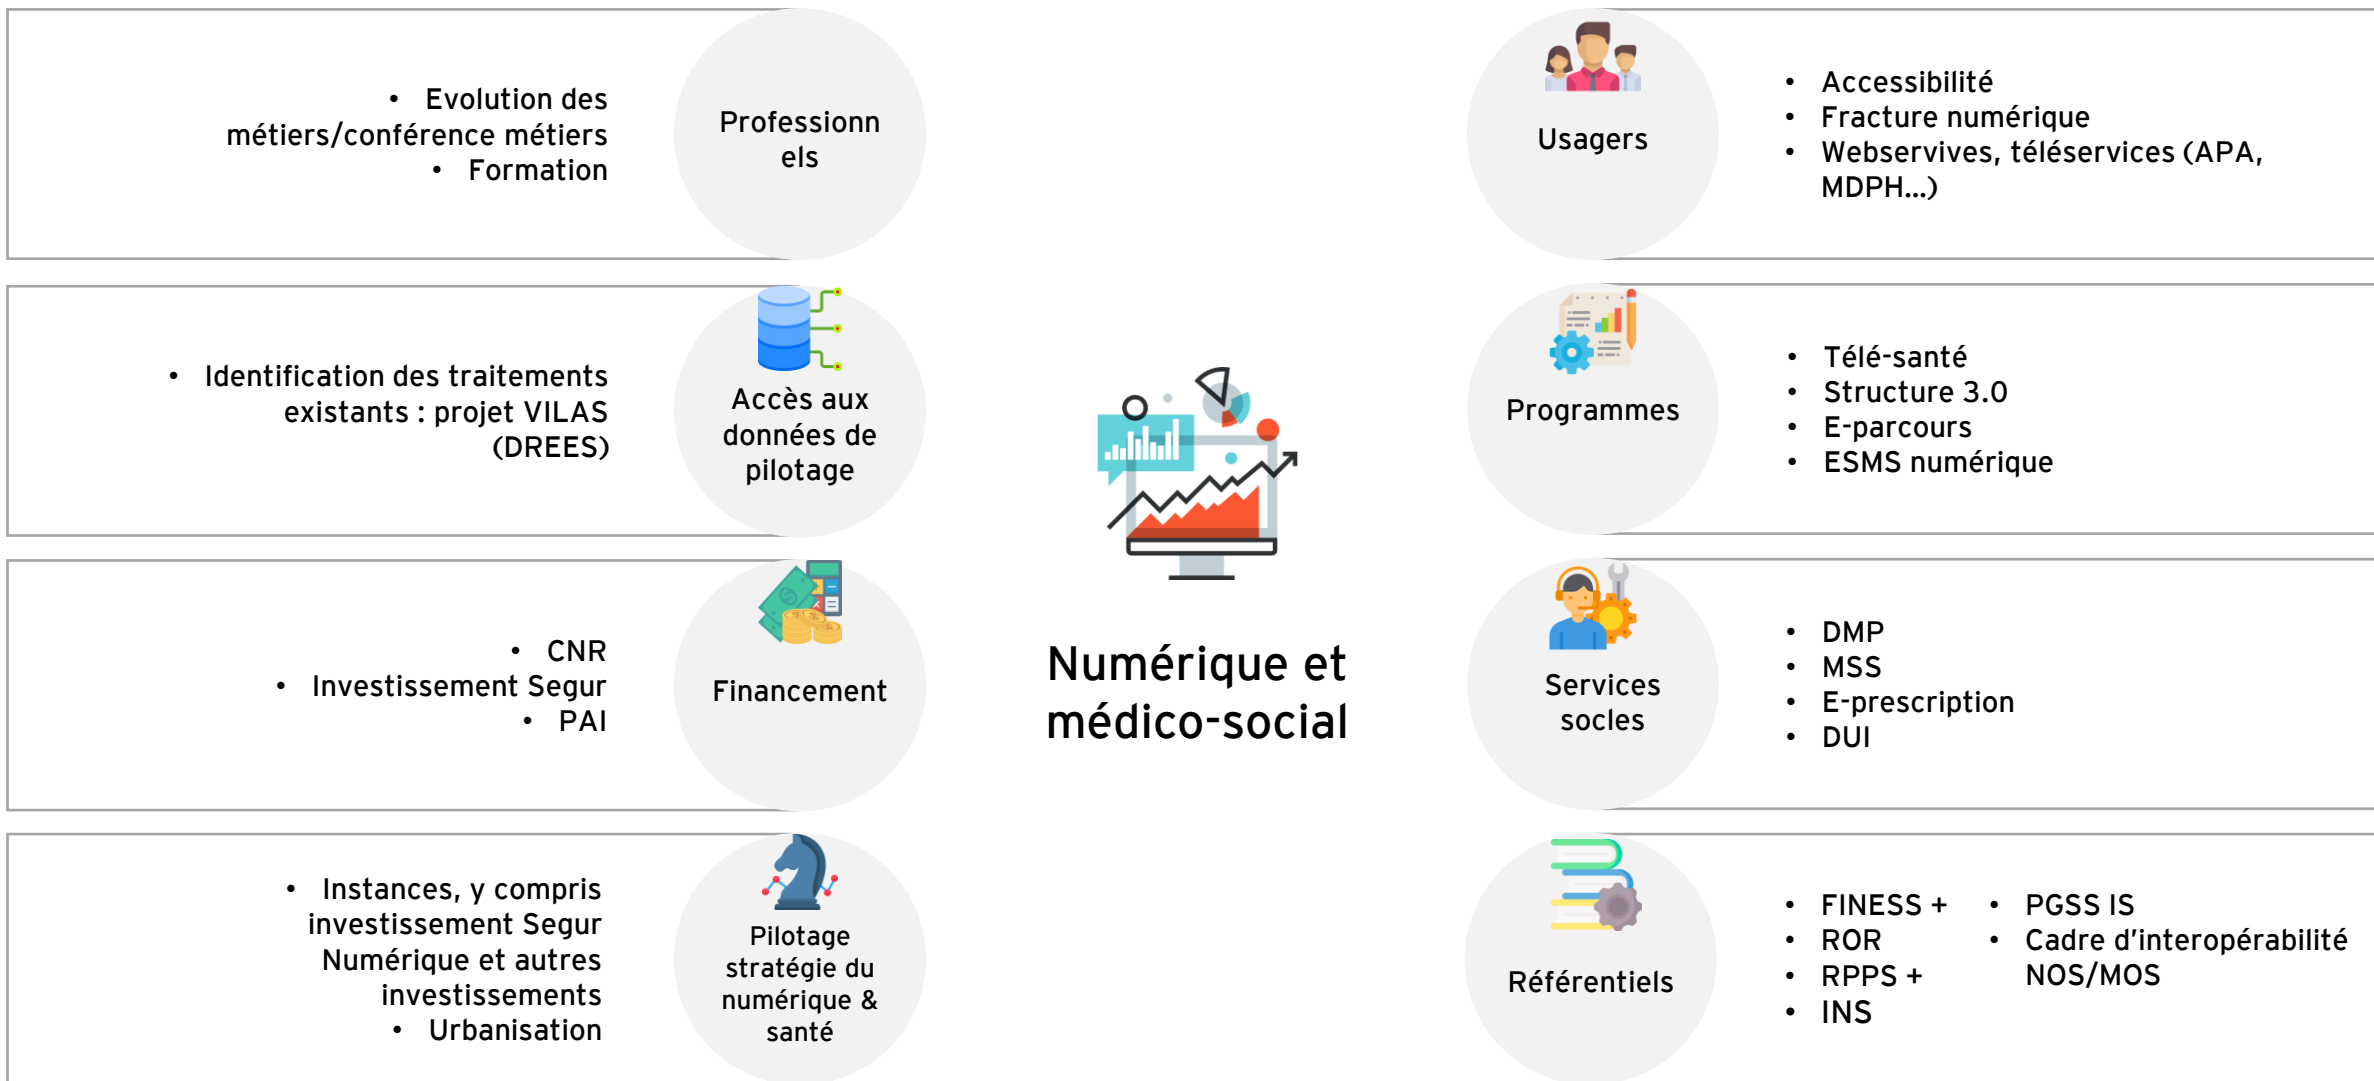 • Evolution des
métiers/conférence métiers
• Formation
Professionn
els
• Identification des traitements
existants : projet VILAS
(DREES)
Accès aux
données de
pilotage
• CNR
• Investissement Segur
• PAI
Financement
• Instances, y compris
investissement Segur
Numérique et autres
investissements
• Urbanisation
Pilotage
stratégie du
numérique &
santé
Numérique et
médico-social
Usagers
• Accessibilité
• Fracture numérique
• Webservives, téléservices (APA,
MDPH...)
Programmes
• Télé-santé
• Structure 3.0
• E-parcours
• ESMS numérique
Services
socles
• DMP
• MSS
• E-prescription
• DUI
Référentiels
• FINESS +
• ROR
• RPPS +
• INS
• PGSS IS
• Cadre d'interopérabilité
NOS/MOS